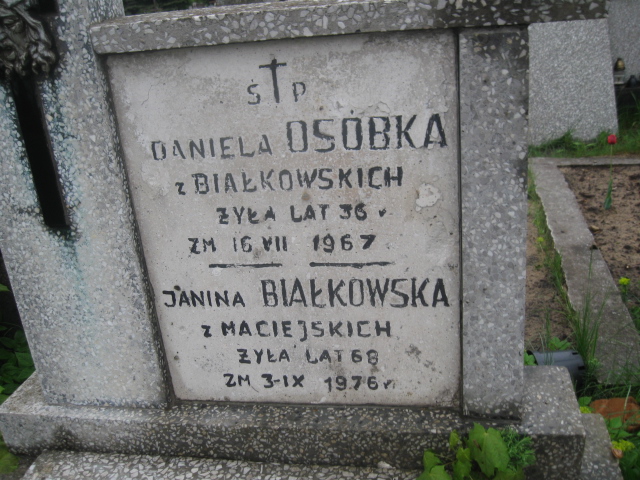 Ś P
DANIELA OSÓBKA
z BIAŁKOWSKICH
ŻYŁA LAT 36
ZM 16 VII 1967
JANINA BIAŁKOWSKA
z MACIEJSKICH
ŻYŁA LAT 68
ZM 3-IX 1976 r